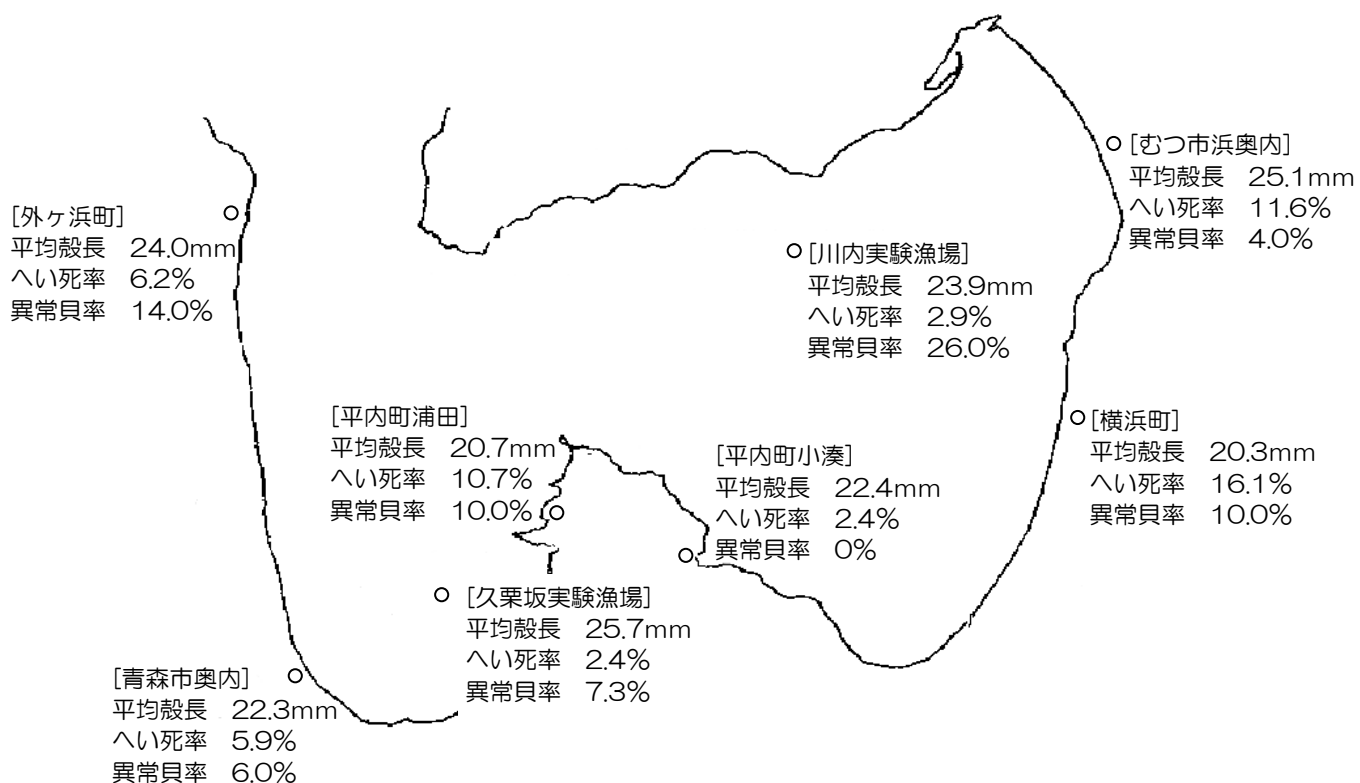 [むつ市浜奥内]
平均殻長 25.1mm
へい死率 11.6%
異常貝率 4.0%
[外ヶ浜町]
平均殻長 24.0mm
へい死率 6.2%
異常貝率 14.0%
[川内実験漁場]
平均殻長 23.9mm
へい死率 2.9%
異常貝率 26.0%
[平内町浦田]
平均殻長 20.7mm
へい死率 10.7%
異常貝率 10.0%
[平内町小湊]
平均殻長 22.4mm
へい死率 2.4%
異常貝率 0%
[横浜町]
平均殻長 20.3mm
へい死率 16.1%
異常貝率 10.0%
[久栗坂実験漁場]
平均殻長 25.7mm
へい死率 2.4%
異常貝率 7.3%
[青森市奥内]
平均殻長 22.3mm
へい死率 5.9%
異常貝率 6.0%